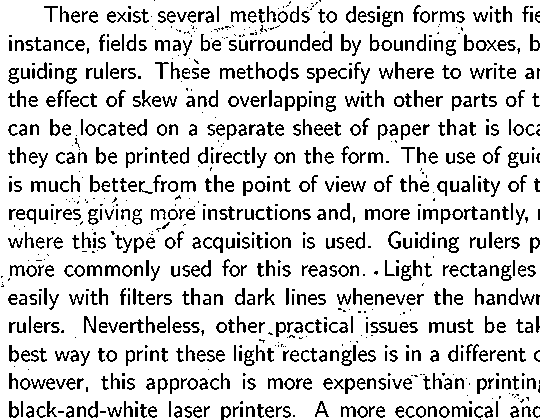 There exist several methods to design forms with fie
instance, fields may be surrounded by bounding boxes, b
guiding rulers. These methods specify where to write an
the effect of skew and overlapping with other parts of t
can be located on a separate sheet of paper that is loca
they can be printed directly on the form. The use of guid
is much better from the point of view of the quality of t
requires giving more instructions and, more importantly, r
where this type of acquisition is used. Guiding rulers p
more commonly used for this reason. Light rectangles
easily with filters than dark lines whenever the handwr
rulers. Nevertheless, other practical issues must be tak
best way to print these light rectangles is in a different c
however, this approach is more expensive than printing
black-and-white laser printers. A more economical and